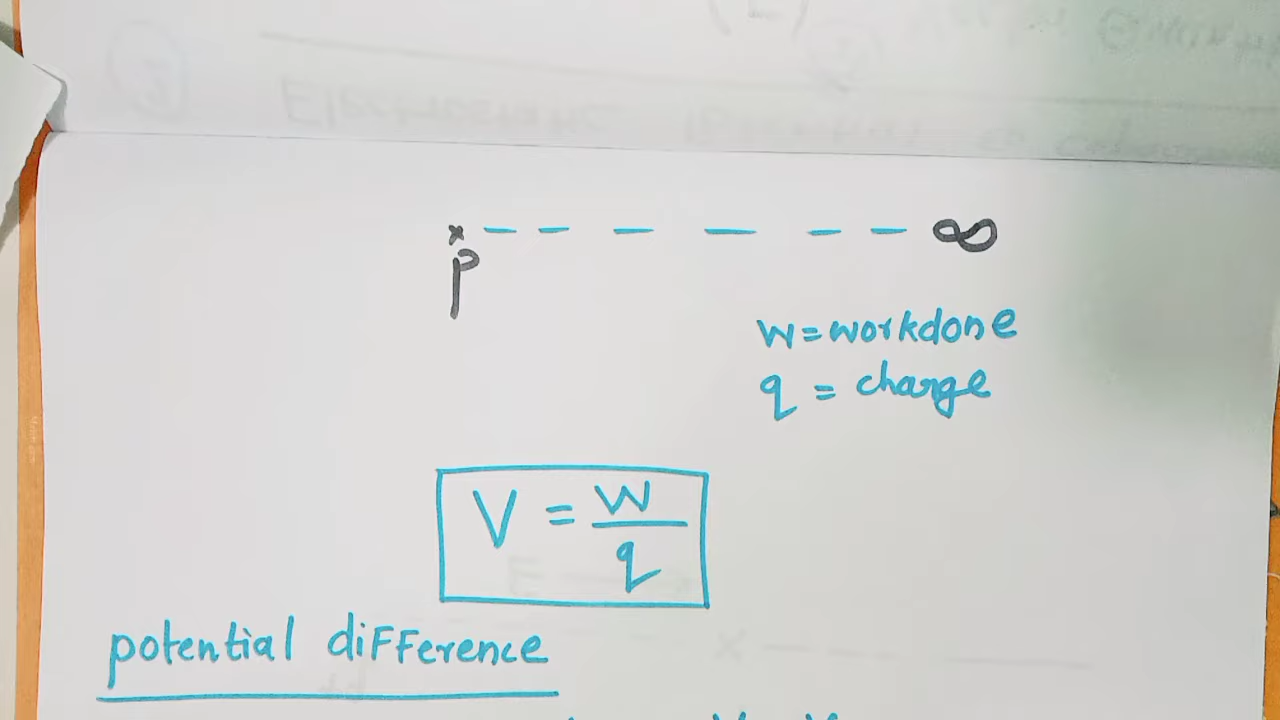 × — — — — — — ∞
P
W = workdone
q = charge
V = W/q
potential difference